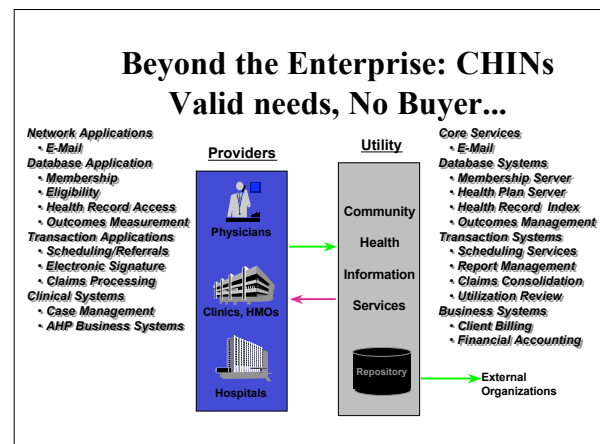 Beyond the Enterprise: CHINs
Valid needs, No Buyer...
Network Applications
• E-Mail
Database Application
• Membership
• Eligibility
• Health Record Access
• Outcomes Measurement
Transaction Applications
• Scheduling/Referrals
• Electronic Signature
• Claims Processing
Clinical Systems
• Case Management
• AHP Business Systems
Providers
Physicians
Clinics, HMOs
Hospitals
Utility
Community
Health
Information
Services
Repository
Core Services
• E-Mail
Database Systems
• Membership Server
• Health Plan Server
• Health Record Index
• Outcomes Management
Transaction Systems
• Scheduling Services
• Report Management
• Claims Consolidation
• Utilization Review
Business Systems
• Client Billing
• Financial Accounting
External
Organizations